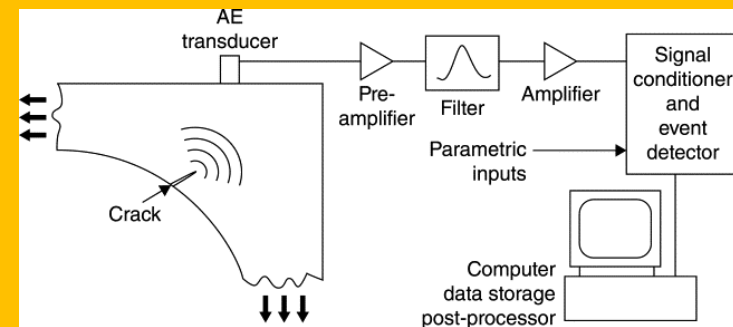 AE
transducer
Pre-
amplifier
Filter
Amplifier
Signal
conditioner
and
event
detector
Parametric
inputs
Crack
Computer
data storage
post-processor